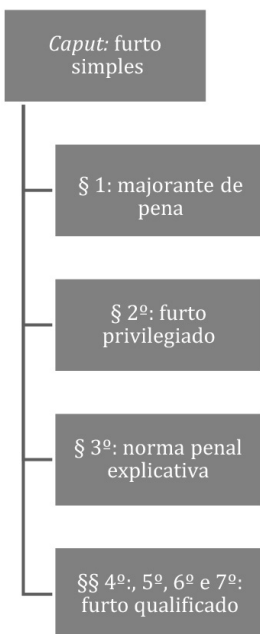 Caput: furto
simples
§ 1: majorante de
pena
§ 2º: furto
privilegiado
§ 3º: norma penal
explicativa
§§ 4º:, 5º, 6º e 7º:
furto qualificado